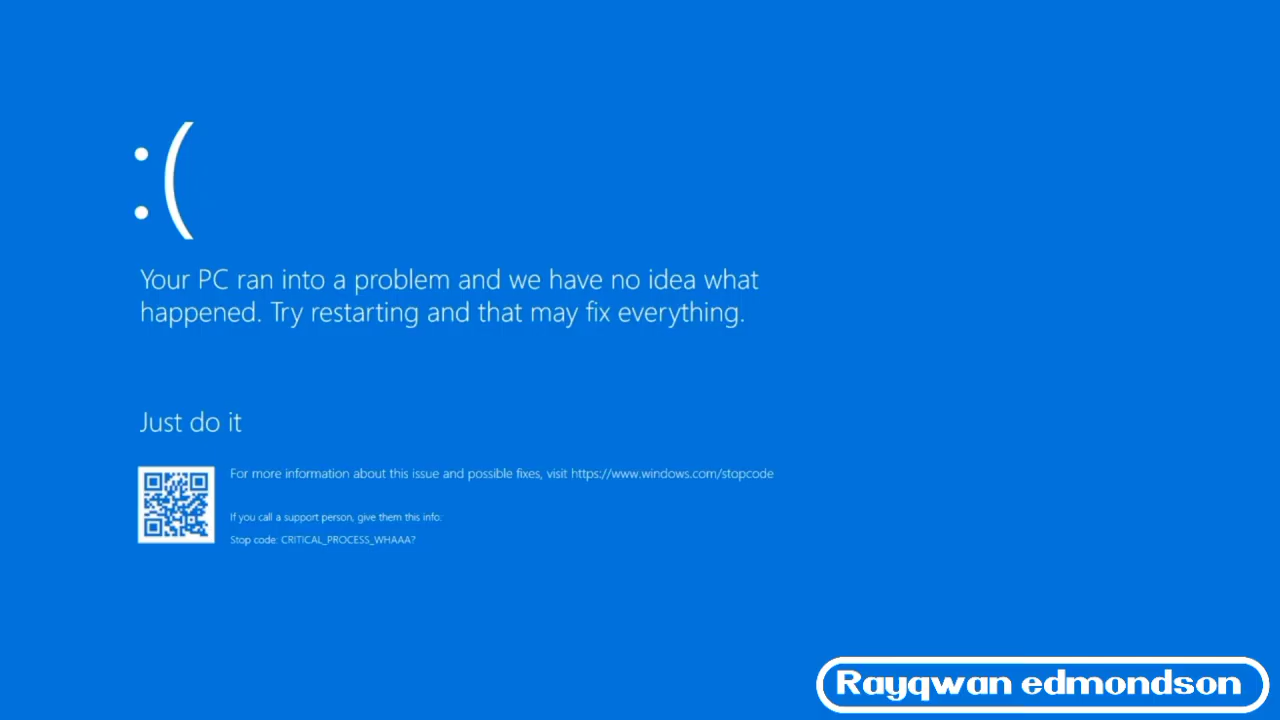 :(
Your PC ran into a problem and we have no idea what
happened. Try restarting and that may fix everything.
Just do it
For more information about this issue and possible fixes, visit https://www.windows.com/stopcode
If you call a support person, give them this info:
Stop code: CRITICAL_PROCESS_WHAAA?
Rayqwan edmondson